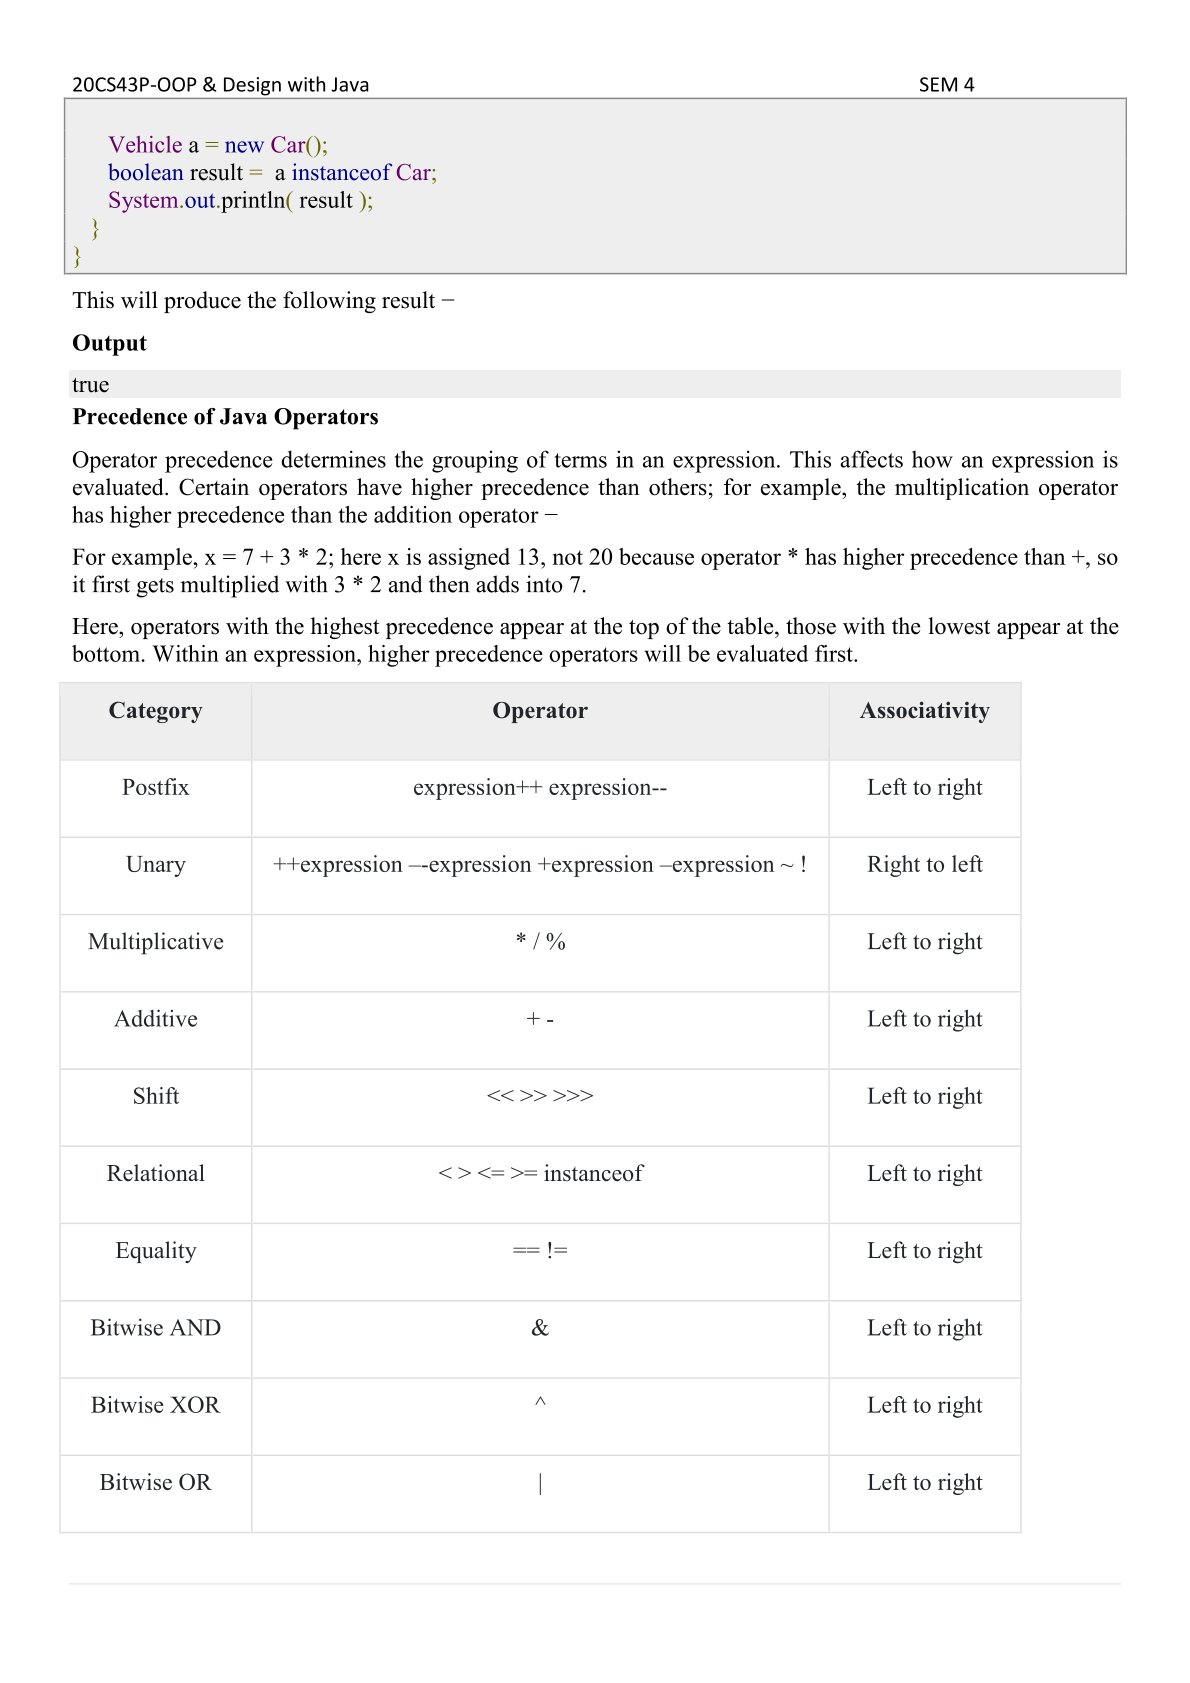 20CS43P-OOP & Design with Java SEM 4
Vehicle a = new Car();
boolean result =  a instanceof Car;
System.out.println( result );
}
}
This will produce the following result −
Output
true
Precedence of Java Operators
Operator precedence determines the grouping of terms in an expression. This affects how an expression is
evaluated. Certain operators have higher precedence than others; for example, the multiplication operator
has higher precedence than the addition operator −
For example, x = 7 + 3 * 2; here x is assigned 13, not 20 because operator * has higher precedence than +, so
it first gets multiplied with 3 * 2 and then adds into 7.
Here, operators with the highest precedence appear at the top of the table, those with the lowest appear at the
bottom. Within an expression, higher precedence operators will be evaluated first.
Category Operator Associativity
Postfix expression++ expression-- Left to right
Unary ++expression –-expression +expression –expression ~ ! Right to left
Multiplicative * / % Left to right
Additive + - Left to right
Shift << >> >>> Left to right
Relational < > <= >= instanceof Left to right
Equality == != Left to right
Bitwise AND & Left to right
Bitwise XOR ^ Left to right
Bitwise OR | Left to right